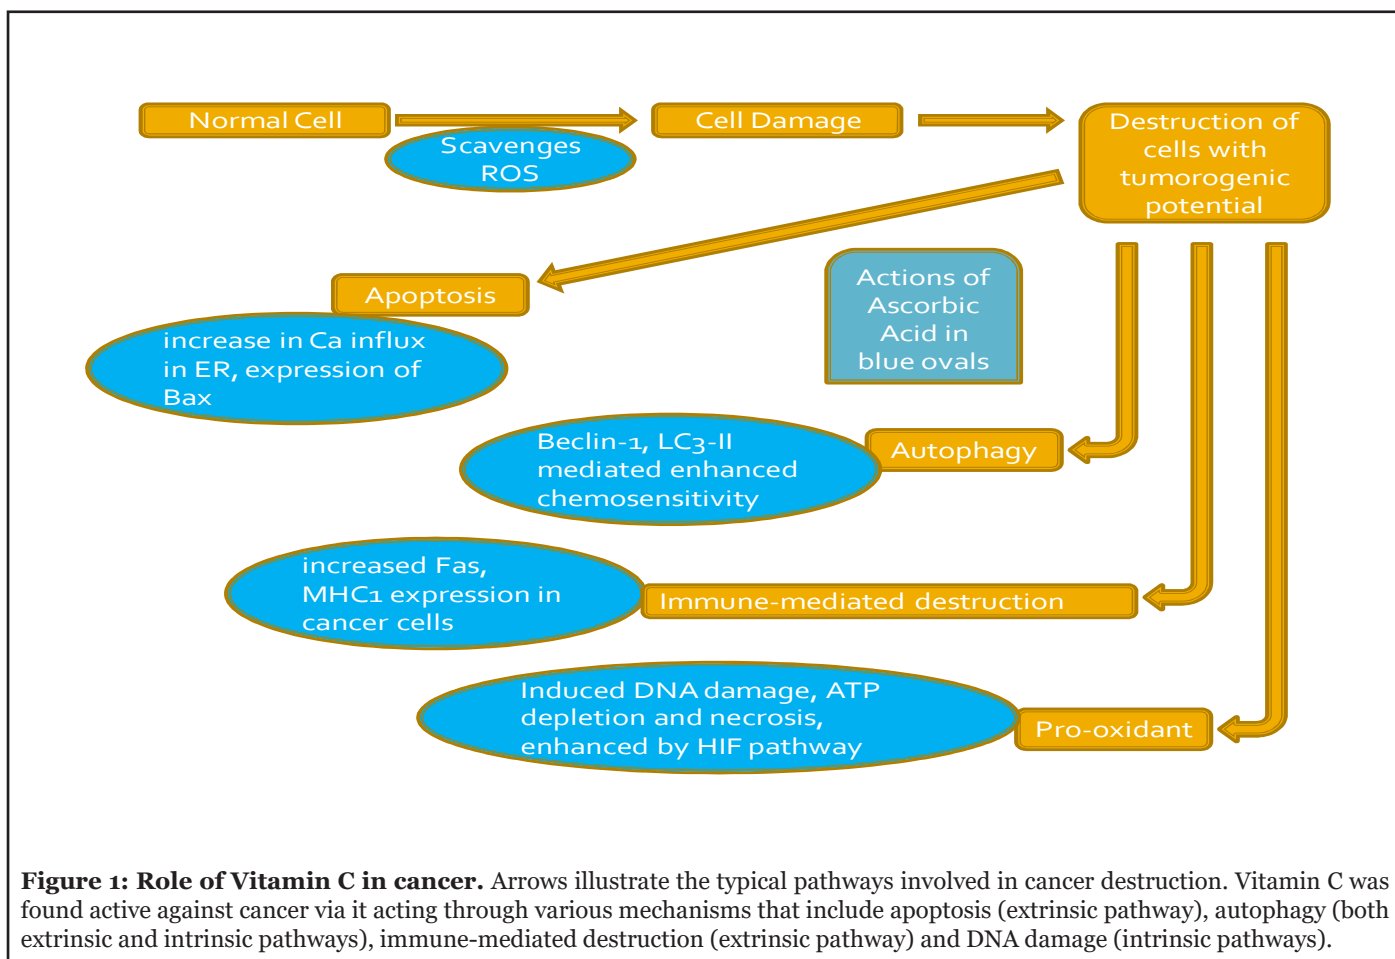 Normal Cell
Cell Damage
Destruction of
cells with
tumorogenic
potential
Scavenges
ROS
Apoptosis
increase in Ca influx
in ER, expression of
Bax
Actions of
Ascorbic
Acid in
blue ovals
Beclin-1, LC3-II
mediated enhanced
chemosensitivity
Autophagy
increased Fas,
MHC1 expression in
cancer cells
Immune-mediated destruction
Induced DNA damage, ATP
depletion and necrosis,
enhanced by HIF pathway
Pro-oxidant
Figure 1: Role of Vitamin C in cancer. Arrows illustrate the typical pathways involved in cancer destruction. Vitamin C was
found active against cancer via it acting through various mechanisms that include apoptosis (extrinsic pathway), autophagy (both
extrinsic and intrinsic pathways), immune-mediated destruction (extrinsic pathway) and DNA damage (intrinsic pathways).